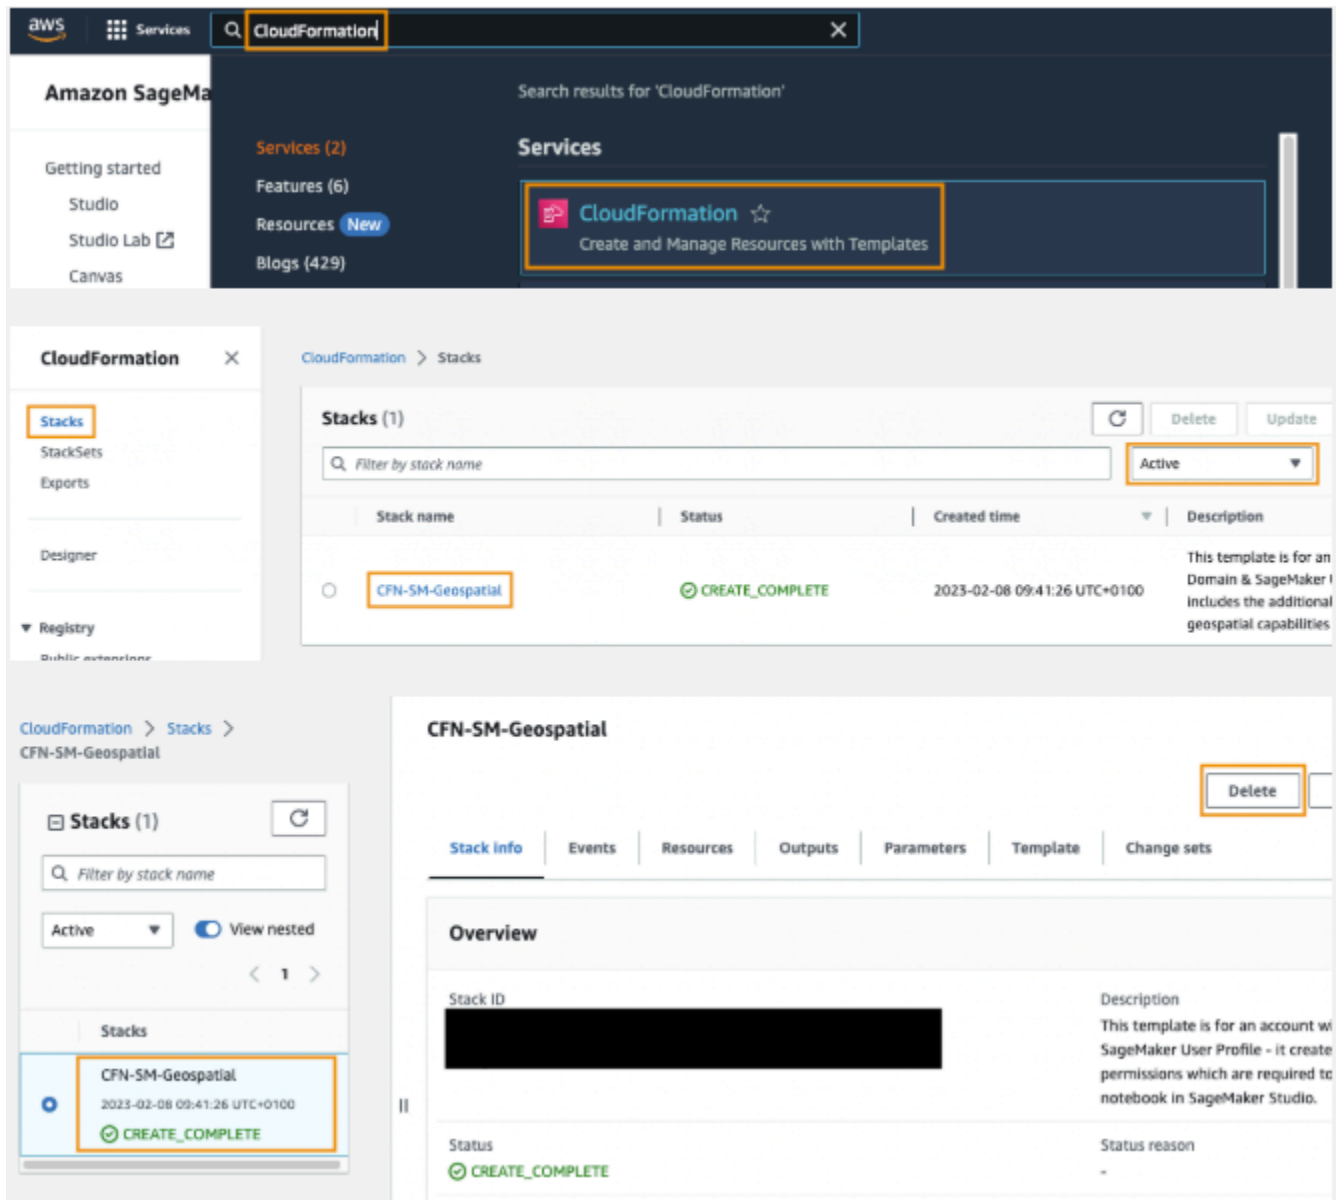 aws
Services
CloudFormation
Amazon SageMa
Search results for 'CloudFormation'
Getting started
Studio
Studio Lab
Canvas
Services (2)
Features (6)
Resources New
Blogs (429)
Services
CloudFormation
Create and Manage Resources with Templates
CloudFormation
Stacks
StackSets
Exports
Designer
Registry
Public extensions
CloudFormation > Stacks
Stacks (1)
Delete
Update
Filter by stack name
Active
Stack name
Status
Created time
Description
CFN-SM-Geospatial
CREATE_COMPLETE
2023-02-08 09:41:26 UTC+0100
This template is for an
Domain & SageMaker
includes the additional
geospatial capabilities
CloudFormation > Stacks >
CFN-SM-Geospatial
Stacks (1)
Filter by stack name
Active
View nested
< 1 >
Stacks
CFN-SM-Geospatial
2023-02-08 09:41:26 UTC+0100
CREATE_COMPLETE
CFN-SM-Geospatial
Delete
Stack info
Events
Resources
Outputs
Parameters
Template
Change sets
Overview
Stack ID
Description
This template is for an account wi
SageMaker User Profile - it create
permissions which are required to
notebook in SageMaker Studio.
Status
CREATE_COMPLETE
Status reason
-